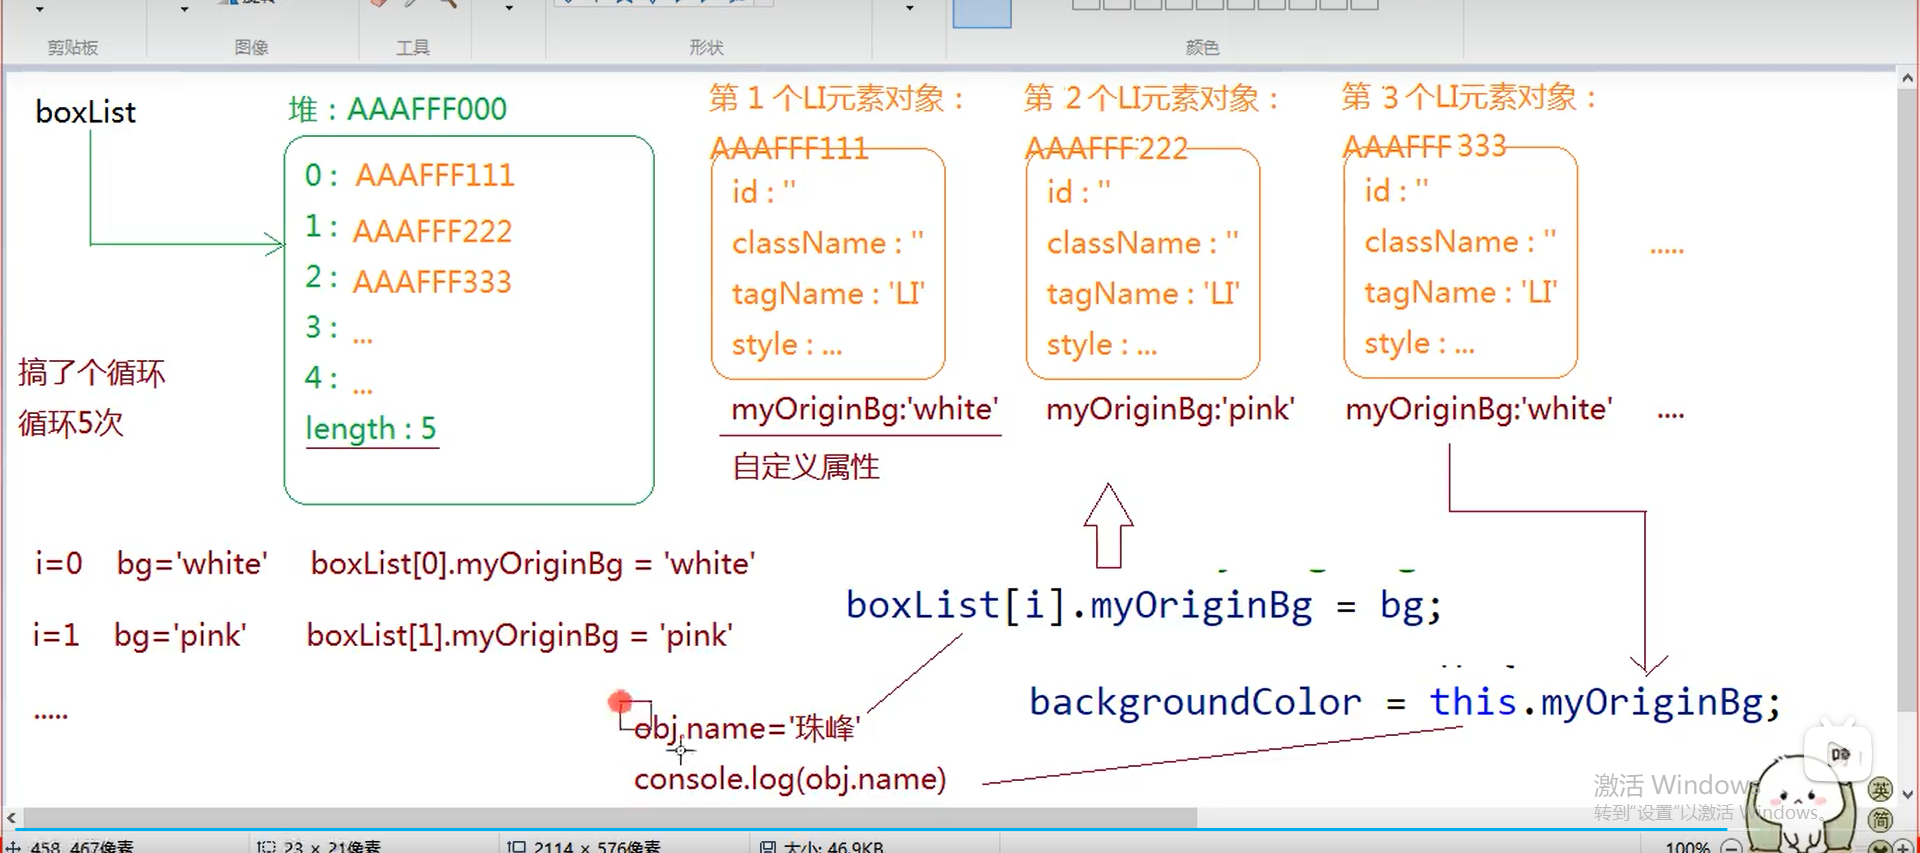 剪贴板
图像
工具
形状
颜色
boxList
堆：AAAFFF000
0： AAAFFF111
1： AAAFFF222
2： AAAFFF333
3： ...
4： ...
length：5
第 1 个LI元素对象：
AAAFFF111
id：''
className：''
tagName：'LI'
style：...
myOriginBg:'white'
自定义属性
第 2 个LI元素对象：
AAAFFF222
id：''
className：''
tagName：'LI'
style：...
myOriginBg:'pink'
第 3 个LI元素对象：
AAAFFF333
id：''
className：''
tagName：'LI'
style：...
myOriginBg:'white'
.....
....
搞了个循环
循环5次
i=0 bg='white' boxList[0].myOriginBg = 'white'
i=1 bg='pink' boxList[1].myOriginBg = 'pink'
.....
boxList[i].myOriginBg = bg;
backgroundColor = this.myOriginBg;
obj.name='珠峰'
console.log(obj.name)
激活 Windows
转到"设置"以激活 Windows。
英
简
458, 467像素
23 × 21像素
2114 × 576像素
大小: 46.9KB
100%